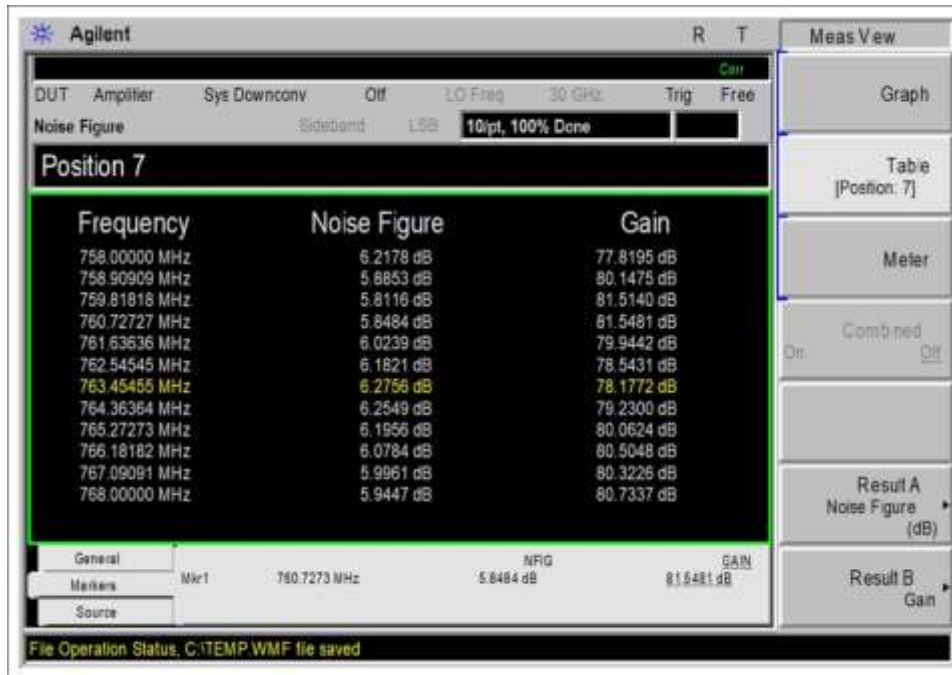 Agilent R T
Corr
DUT Amplifier Sys Downconv Off LO Freq 30 GHz Trig Free
Noise Figure Sideband LSB 10/pt, 100% Done
Position 7
Frequency Noise Figure Gain
758.00000 MHz 6.2178 dB 77.8195 dB
758.90909 MHz 5.8853 dB 80.1475 dB
759.81818 MHz 5.8116 dB 81.5140 dB
760.72727 MHz 5.8484 dB 81.5481 dB
761.63636 MHz 6.0239 dB 79.9442 dB
762.54545 MHz 6.1821 dB 78.5431 dB
763.45455 MHz 6.2756 dB 78.1772 dB
764.36364 MHz 6.2549 dB 79.2300 dB
765.27273 MHz 6.1956 dB 80.0624 dB
766.18182 MHz 6.0784 dB 80.5048 dB
767.09091 MHz 5.9961 dB 80.3226 dB
768.00000 MHz 5.9447 dB 80.7337 dB
General
Markers
Source
NFIG GAIN
Mkr1 760.7273 MHz 5.8484 dB 81.5481 dB
File Operation Status, C:\TEMP.WMF file saved
Meas View
Graph
Table
[Position: 7]
Meter
Combined
On Off
Result A
Noise Figure
(dB)
Result B
Gain